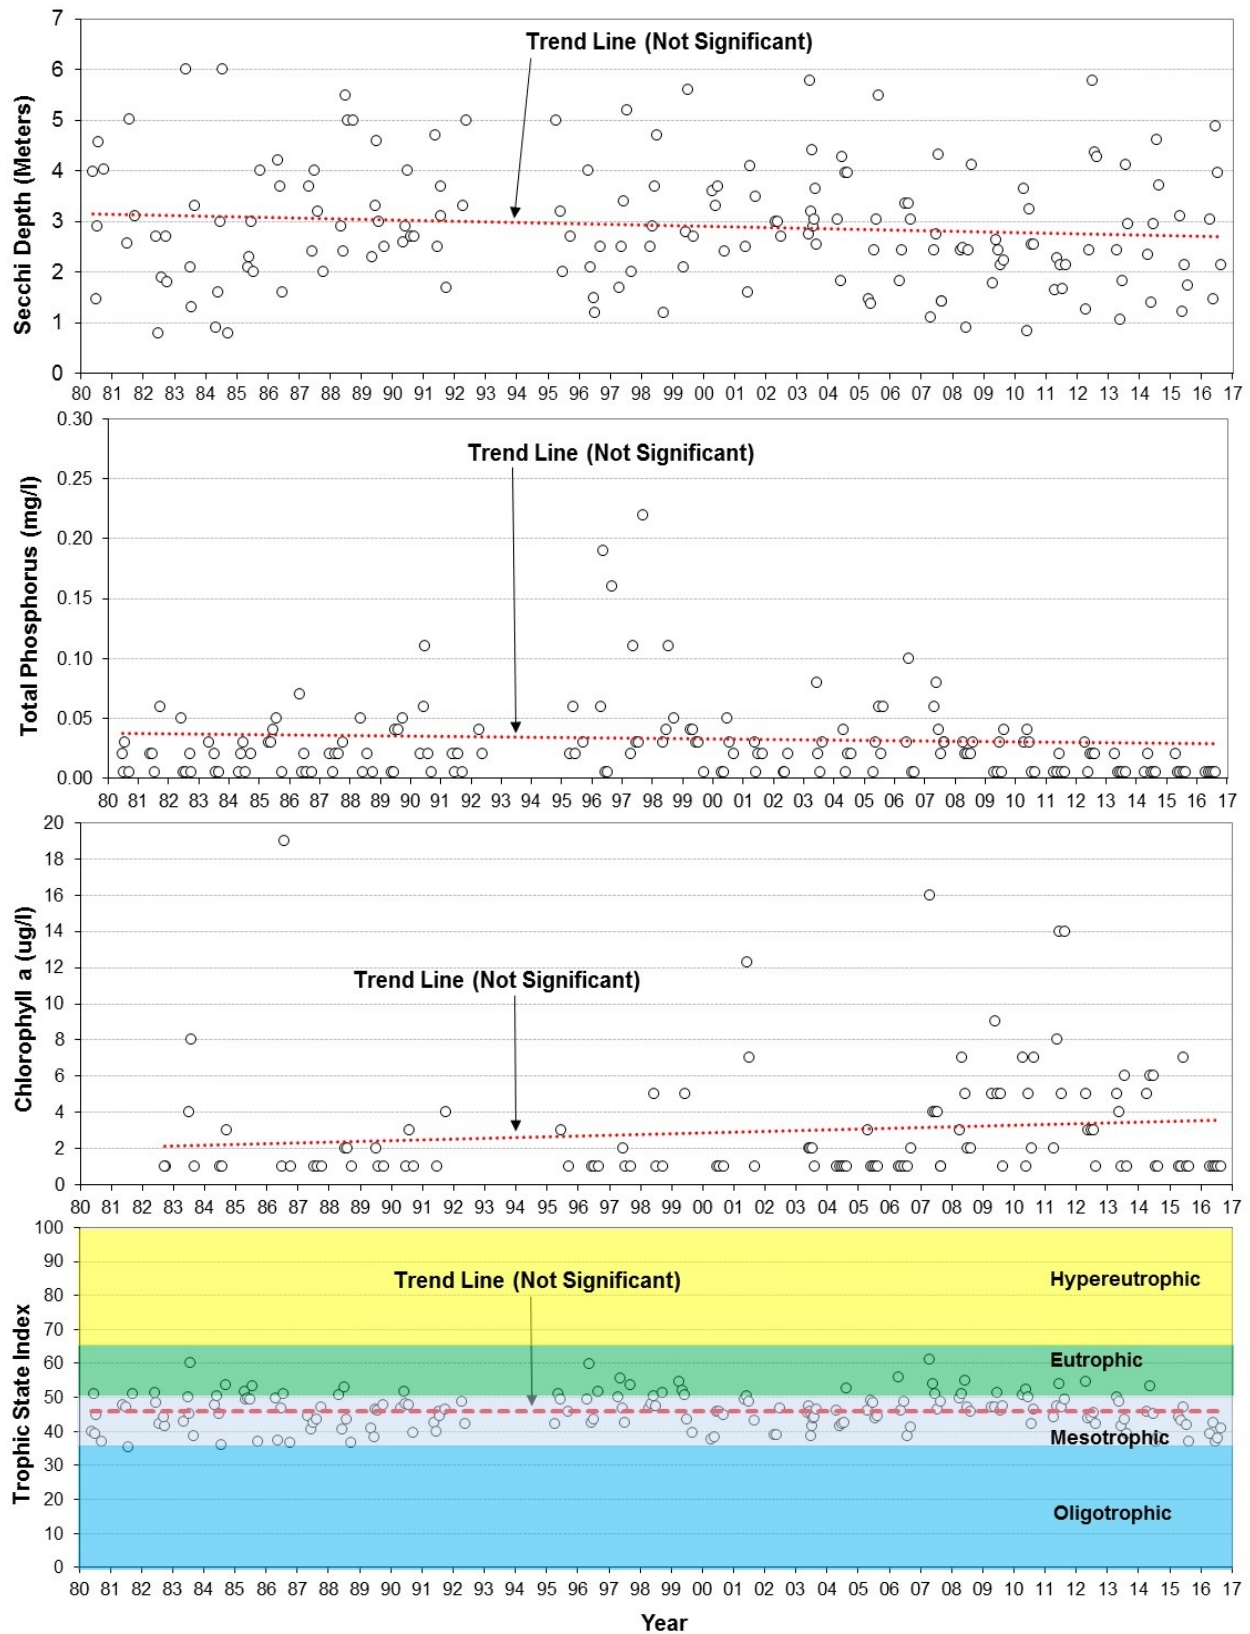 Trend Line (Not Significant)
Secchi Depth (Meters)
7
6
5
4
3
2
1
0
80 81 82 83 84 85 86 87 88 89 90 91 92 93 94 95 96 97 98 99 00 01 02 03 04 05 06 07 08 09 10 11 12 13 14 15 16 17
Trend Line (Not Significant)
Total Phosphorus (mg/l)
0.30
0.25
0.20
0.15
0.10
0.05
0.00
80 81 82 83 84 85 86 87 88 89 90 91 92 93 94 95 96 97 98 99 00 01 02 03 04 05 06 07 08 09 10 11 12 13 14 15 16 17
Trend Line (Not Significant)
Chlorophyll a (ug/l)
20
18
16
14
12
10
8
6
4
2
0
80 81 82 83 84 85 86 87 88 89 90 91 92 93 94 95 96 97 98 99 00 01 02 03 04 05 06 07 08 09 10 11 12 13 14 15 16 17
Trend Line (Not Significant)
Trophic State Index
100
90
80
70
60
50
40
30
20
10
0
Hypereutrophic
Eutrophic
Mesotrophic
Oligotrophic
80 81 82 83 84 85 86 87 88 89 90 91 92 93 94 95 96 97 98 99 00 01 02 03 04 05 06 07 08 09 10 11 12 13 14 15 16 17
Year